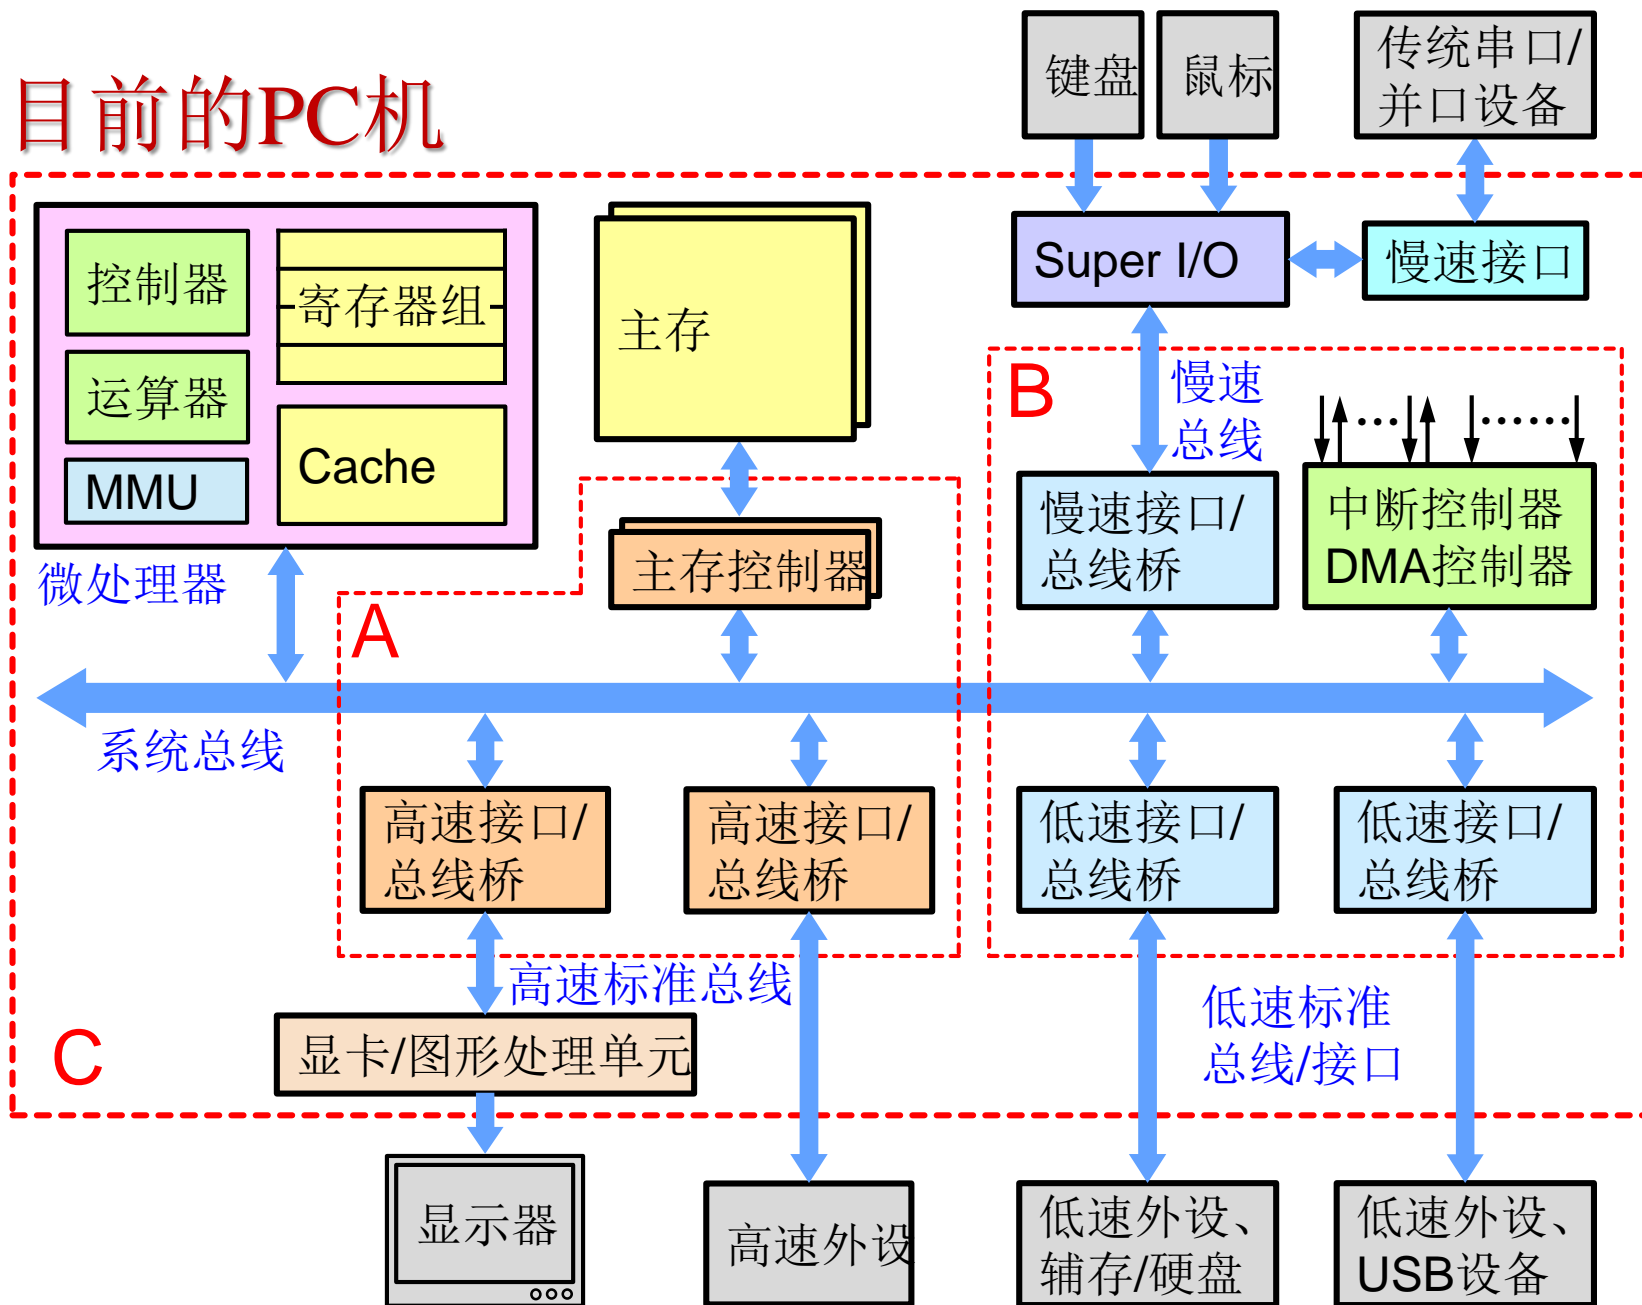 目前的PC机
键盘
鼠标
传统串口/
并口设备
控制器
运算器
MMU
寄存器组
Cache
微处理器
主存
Super I/O
慢速接口
B
慢速
总线
……
………
慢速接口/
总线桥
中断控制器
DMA控制器
A
主存控制器
系统总线
高速接口/
总线桥
高速接口/
总线桥
低速接口/
总线桥
低速接口/
总线桥
高速标准总线
低速标准
总线/接口
C
显卡/图形处理单元
显示器
高速外设
低速外设、
辅存/硬盘
低速外设、
USB设备